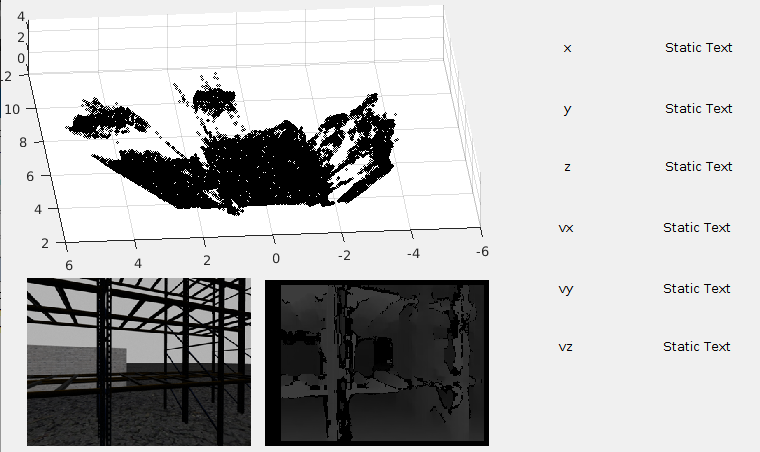 4
2
0
12
10
8
6
4
2
6 4 2 0 -2 -4 -6
x Static Text
y Static Text
z Static Text
vx Static Text
vy Static Text
vz Static Text